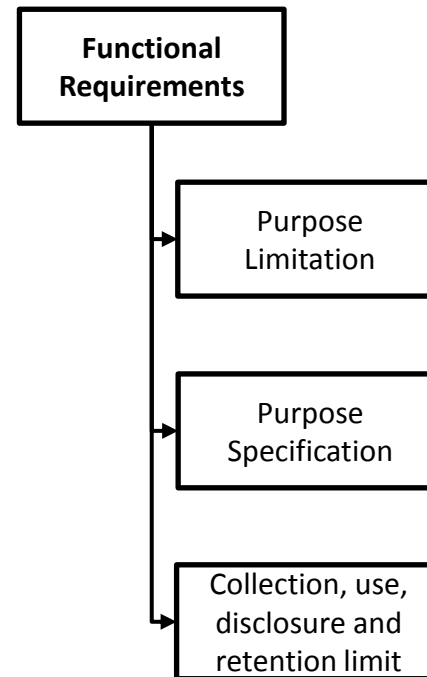 Functional
Requirements
Purpose
Limitation
Purpose
Specification
Collection, use,
disclosure and
retention limit